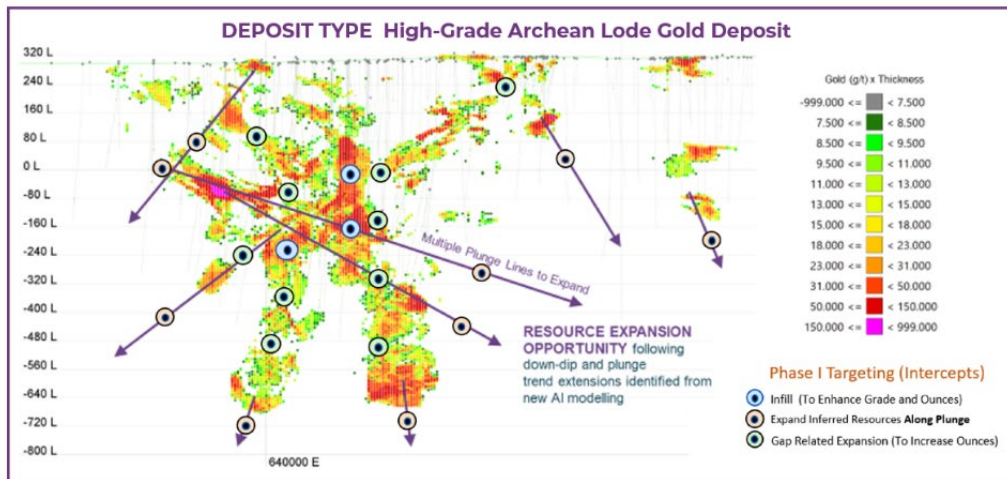 DEPOSIT TYPE High-Grade Archean Lode Gold Deposit
320 L
240 L
160 L
80 L
0 L
-80 L
-160 L
-240 L
-320 L
-400 L
-480 L
-560 L
-640 L
-720 L
-800 L
640000 E
Multiple Plunge Lines to Expand
RESOURCE EXPANSION
OPPORTUNITY following
down-dip and plunge
trend extensions identified from
new AI modelling
Gold (g/t) x Thickness
-999.000 <= < 7.500
7.500 <= < 8.500
8.500 <= < 9.500
9.500 <= < 11.000
11.000 <= < 13.000
13.000 <= < 15.000
15.000 <= < 18.000
18.000 <= < 23.000
23.000 <= < 31.000
31.000 <= < 50.000
50.000 <= < 150.000
150.000 <= < 999.000
Phase I Targeting (Intercepts)
Infill (To Enhance Grade and Ounces)
Expand Inferred Resources Along Plunge
Gap Related Expansion (To Increase Ounces)